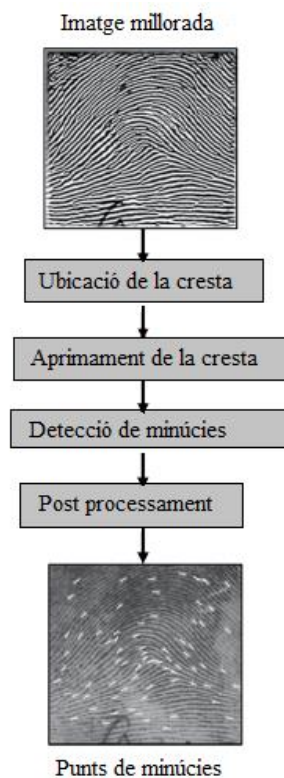 Imatge millorada
Ubicació de la cresta
Aprimament de la cresta
Detecció de minúcies
Post processament
Punts de minúcies